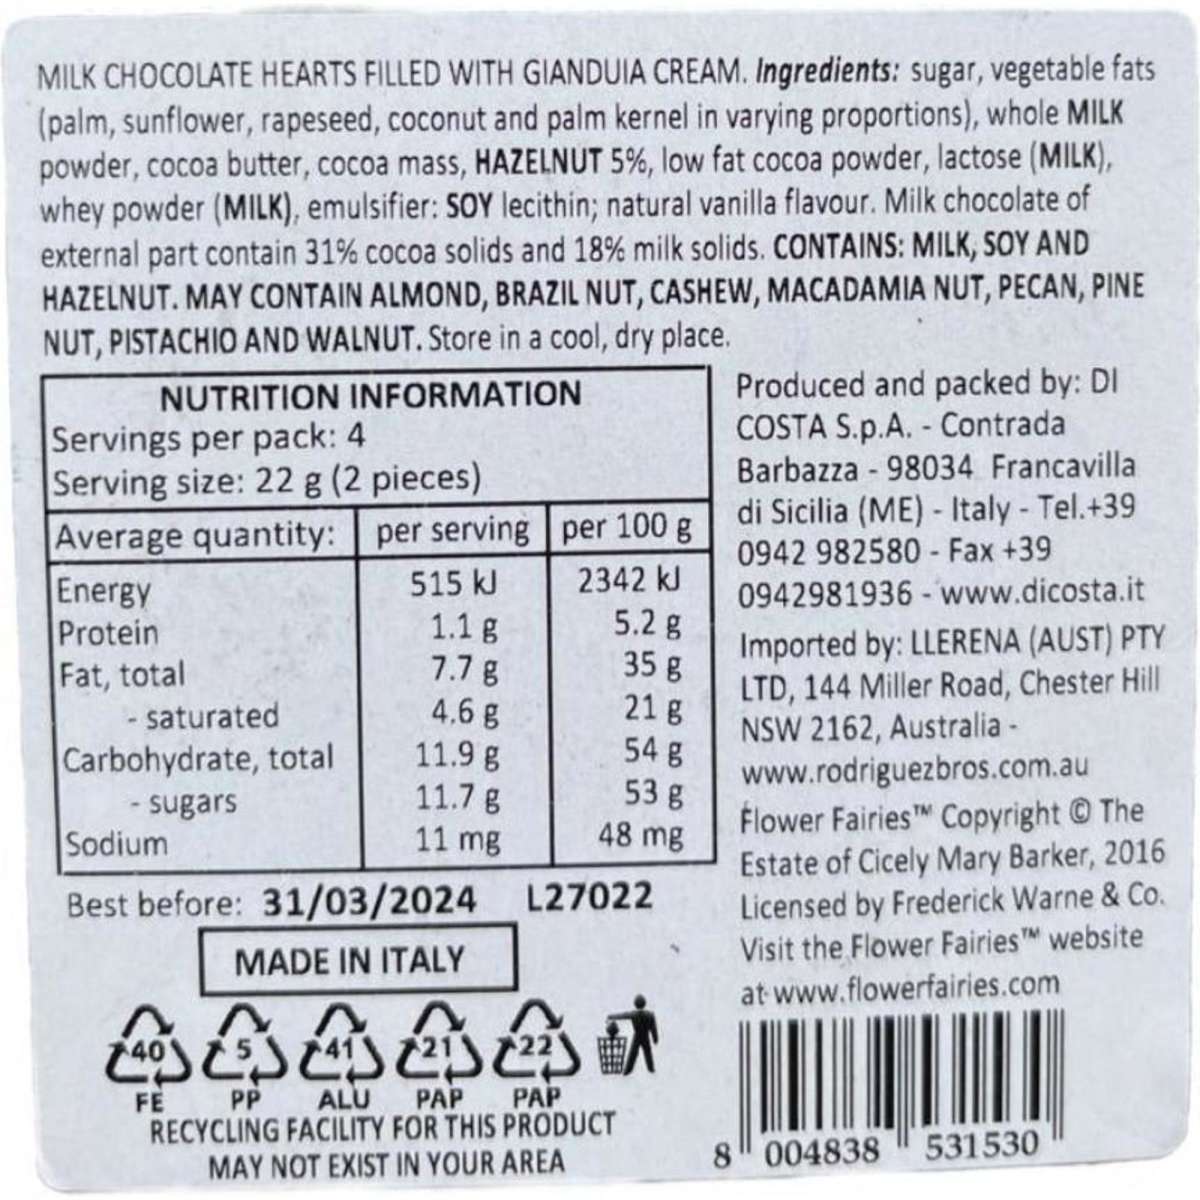 MILK CHOCOLATE HEARTS FILLED WITH GIANDUIA CREAM. Ingredients: sugar, vegetable fats
(palm, sunflower, rapeseed, coconut and palm kernel in varying proportions), whole MILK
powder, cocoa butter, cocoa mass, HAZELNUT 5%, low fat cocoa powder, lactose (MILK),
whey powder (MILK), emulsifier: SOY lecithin; natural vanilla flavour. Milk chocolate of
external part contain 31% cocoa solids and 18% milk solids. CONTAINS: MILK, SOY AND
HAZELNUT. MAY CONTAIN ALMOND, BRAZIL NUT, CASHEW, MACADAMIA NUT, PECAN, PINE
NUT, PISTACHIO AND WALNUT. Store in a cool, dry place.
NUTRITION INFORMATION
Servings per pack: 4
Serving size: 22 g (2 pieces)
Average quantity: per serving per 100 g
Energy 515 kJ 2342 kJ
Protein 1.1 g 5.2 g
Fat, total 7.7 g 35 g
- saturated 4.6 g 21 g
Carbohydrate, total 11.9 g 54 g
- sugars 11.7 g 53 g
Sodium 11 mg 48 mg
Best before: 31/03/2024 L27022
MADE IN ITALY
40 5 41 21 22
FE PP ALU PAP PAP
RECYCLING FACILITY FOR THIS PRODUCT
MAY NOT EXIST IN YOUR AREA
Produced and packed by: DI
COSTA S.p.A. - Contrada
Barbazza - 98034 Francavilla
di Sicilia (ME) - Italy - Tel.+39
0942 982580 - Fax +39
0942981936 - www.dicosta.it
Imported by: LLERENA (AUST) PTY
LTD, 144 Miller Road, Chester Hill
NSW 2162, Australia -
www.rodriguezbros.com.au
Flower Fairies™ Copyright © The
Estate of Cicely Mary Barker, 2016
Licensed by Frederick Warne & Co.
Visit the Flower Fairies™ website
at www.flowerfairies.com
8 004838 531530